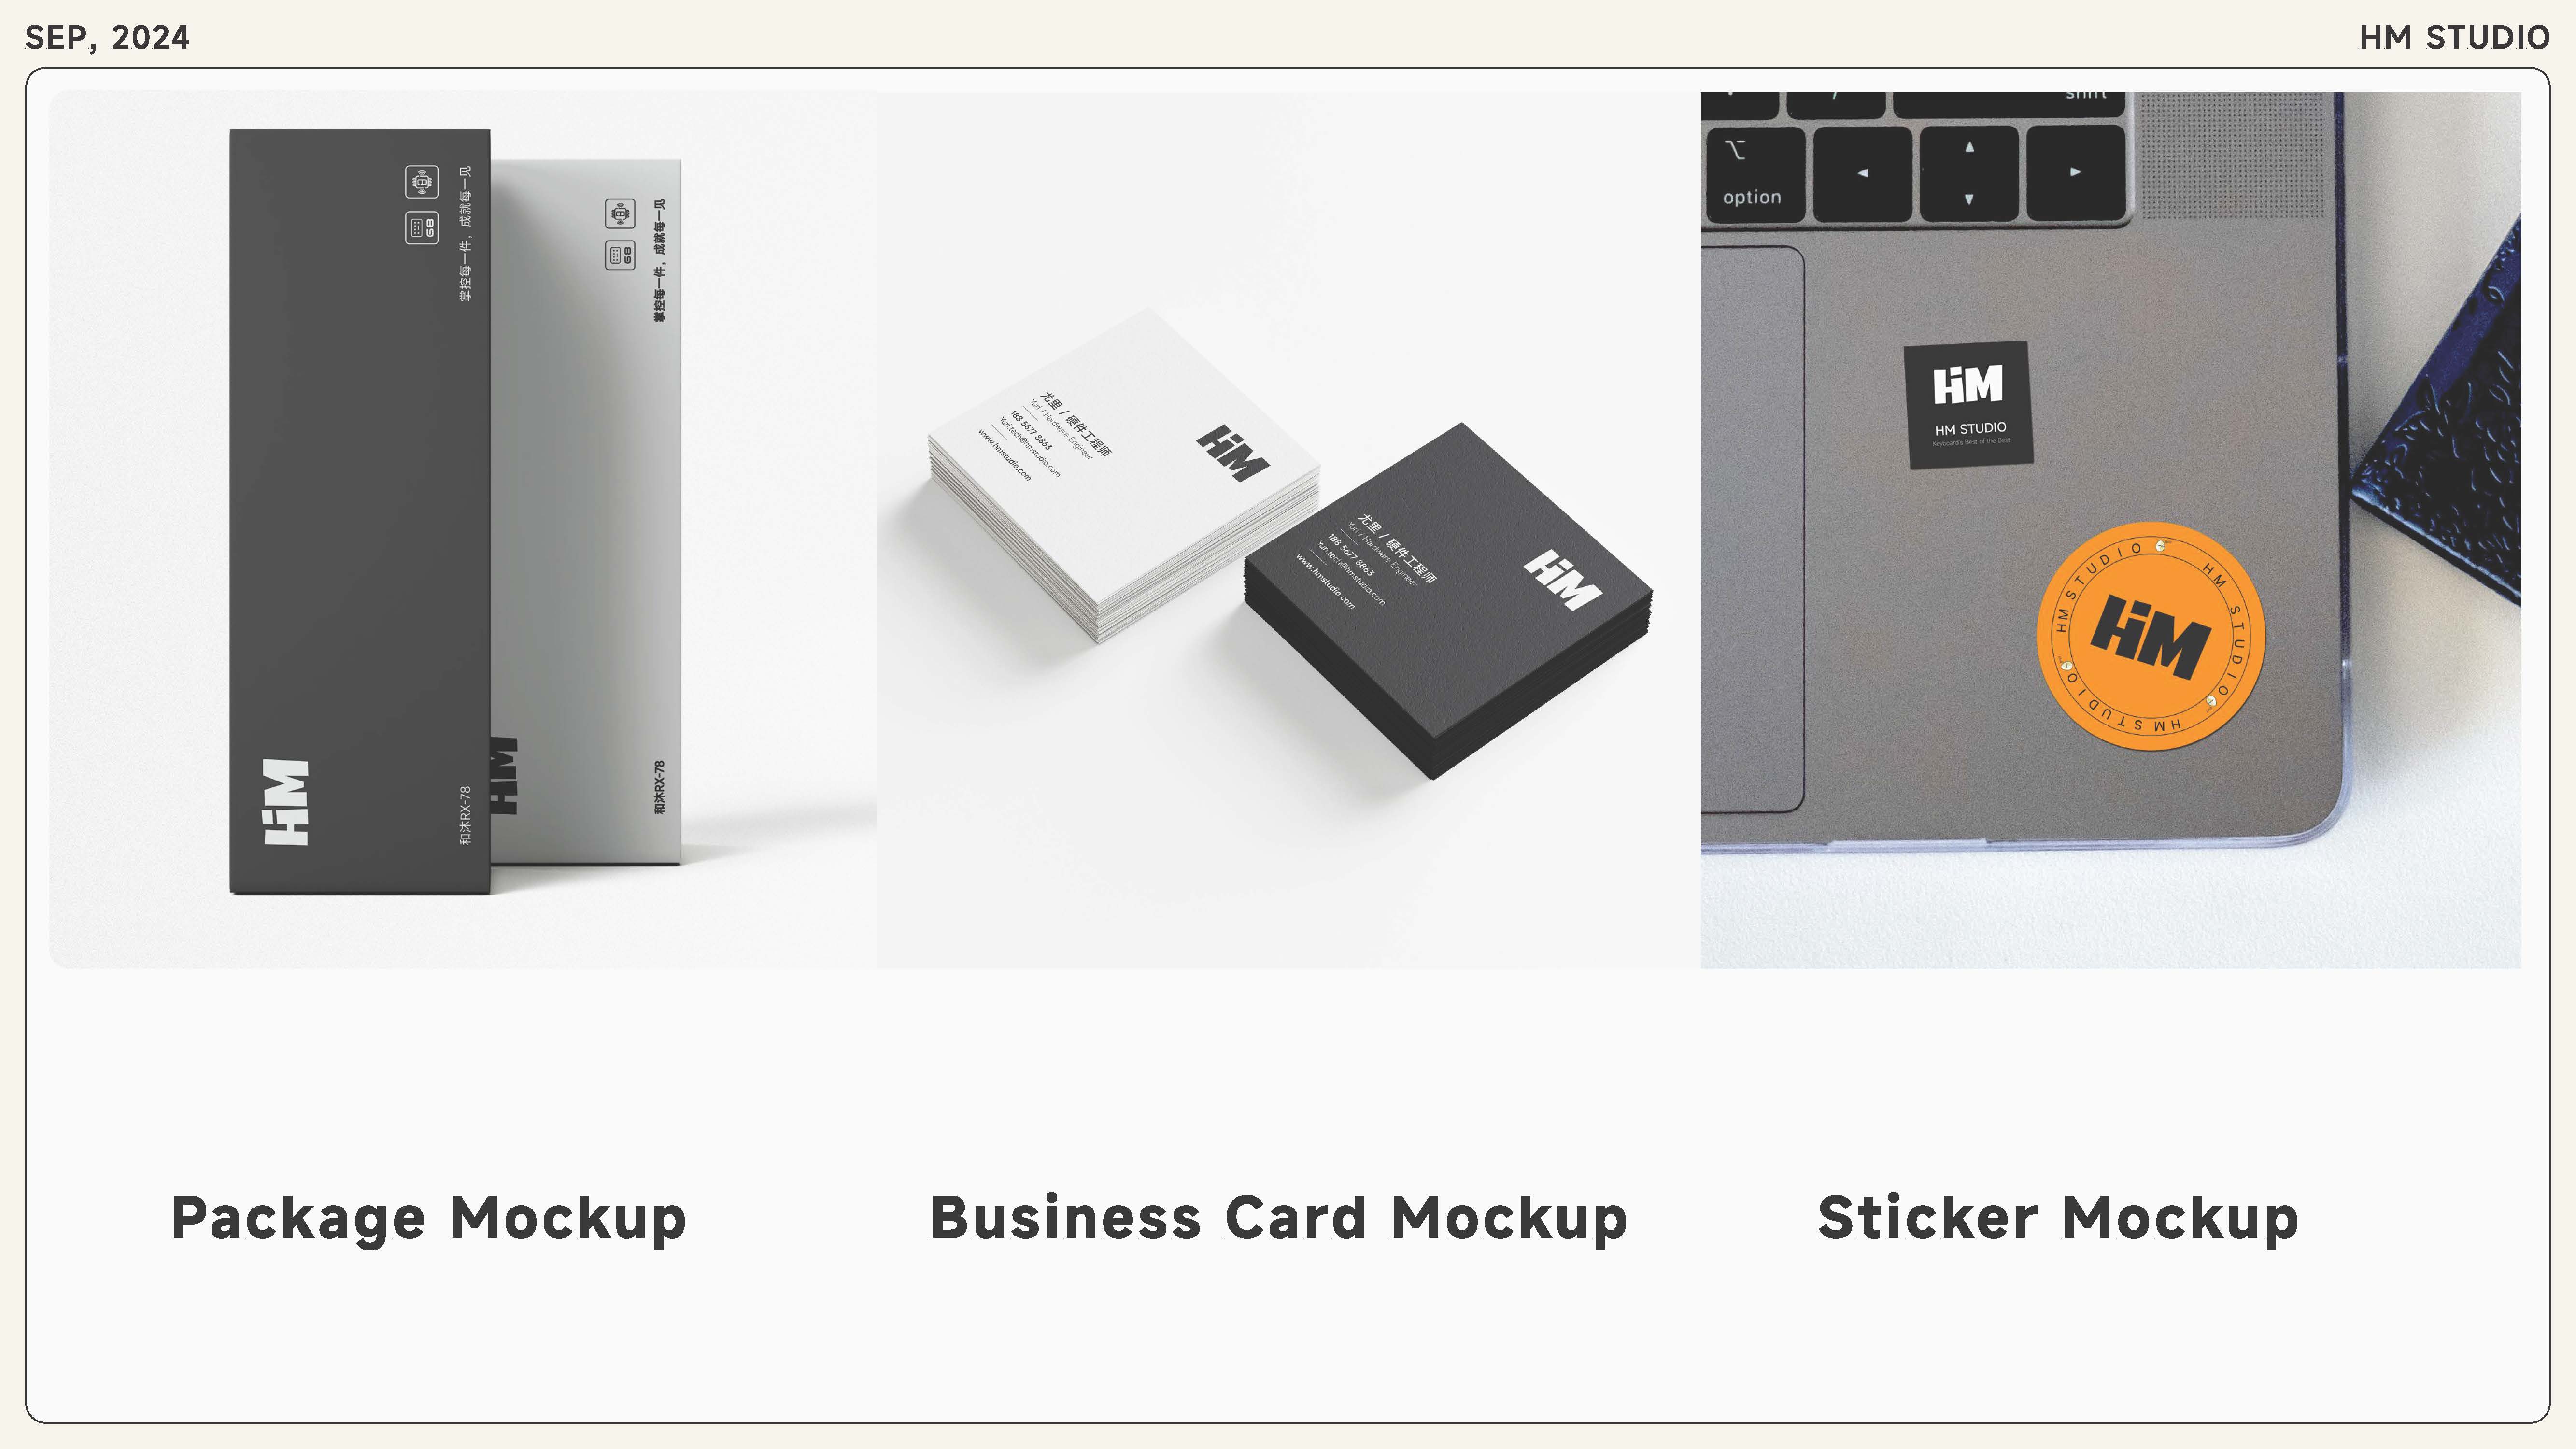 SEP, 2024
HM STUDIO
掌控每一件，成就每一见
GB
HiM
和沐RX-78
掌控每一件，成就每一见
GB
HiM
和沐RX-78
尤里 / 硬件工程师
Yuri / Hardware Engineer
188 5677 8863
Yuri.tech@hmstudio.com
www.hmstudio.com
HiM
尤里 / 硬件工程师
Yuri / Hardware Engineer
188 5677 8863
Yuri.tech@hmstudio.com
www.hmstudio.com
HiM
shift
option
HiM
HM STUDIO
Keyboard's Best of the Best
HM STUDIO
HM STUDIO
HM STUDIO
HiM
Package Mockup
Business Card Mockup
Sticker Mockup